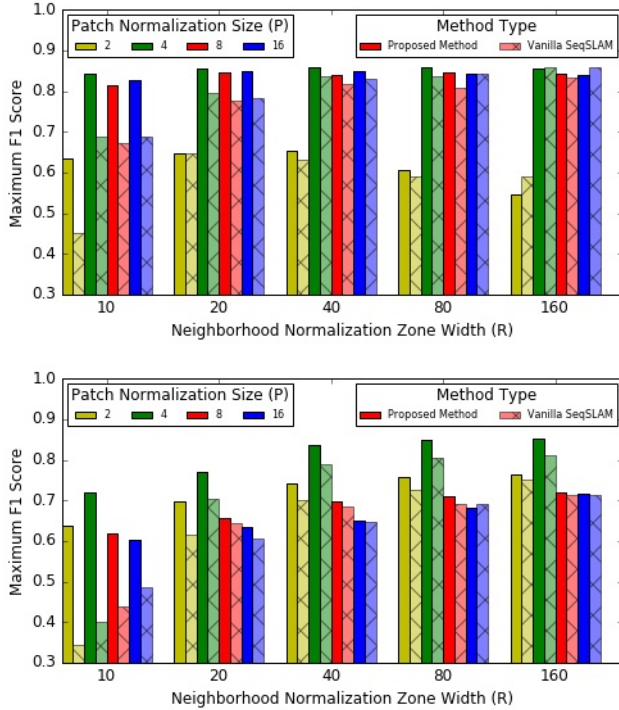 1.0
0.9
0.8
0.7
0.6
0.5
0.4
0.3
Maximum F1 Score
Patch Normalization Size (P)
2 4 8 16
Method Type
Proposed Method Vanilla SeqSLAM
10 20 40 80 160
Neighborhood Normalization Zone Width (R)
1.0
0.9
0.8
0.7
0.6
0.5
0.4
0.3
Maximum F1 Score
Patch Normalization Size (P)
2 4 8 16
Method Type
Proposed Method Vanilla SeqSLAM
10 20 40 80 160
Neighborhood Normalization Zone Width (R)